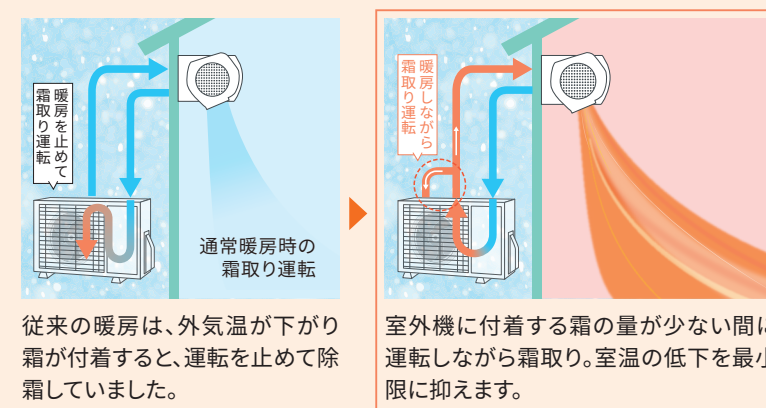 暖房を止めて
霜取り運転
通常暖房時の
霜取り運転
従来の暖房は、外気温が下がり
霜が付着すると、運転を止めて除
霜していました。
暖房しながら
霜取り運転
室外機に付着する霜の量が少ない間に
運転しながら霜取り。室温の低下を最小
限に抑えます。